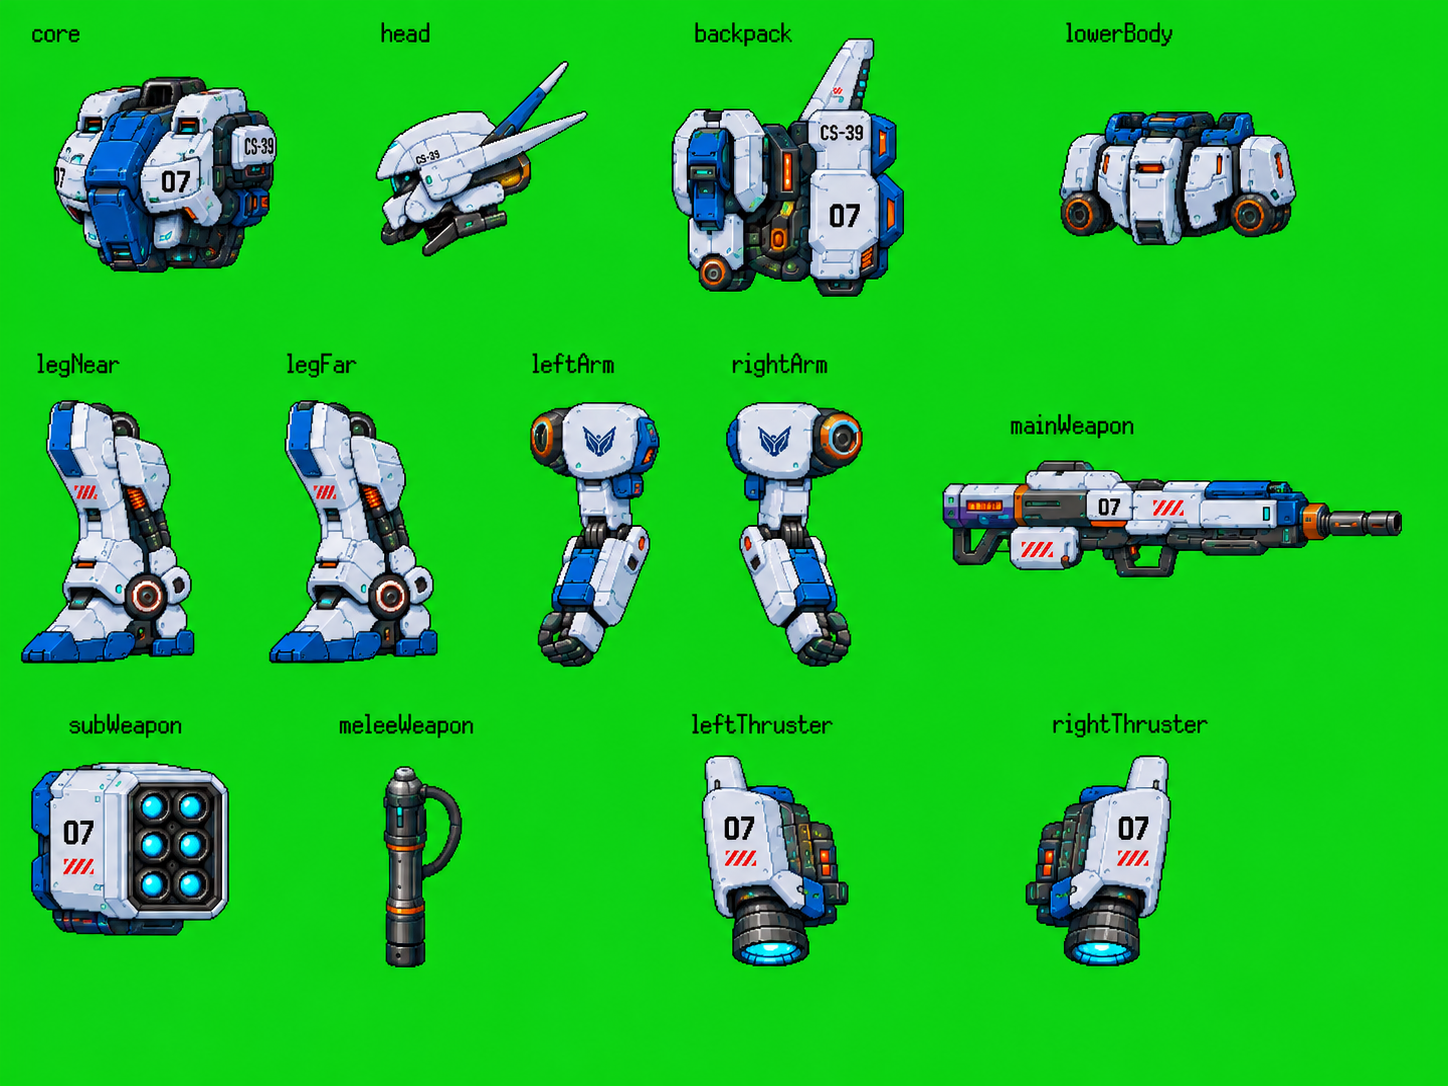 core
head
backpack
lowerBody
CS-39
07
07
CS-39
CS-39
07
legNear
legFar
leftArm
rightArm
mainWeapon
07
subWeapon
meleeWeapon
leftThruster
rightThruster
07
07
07